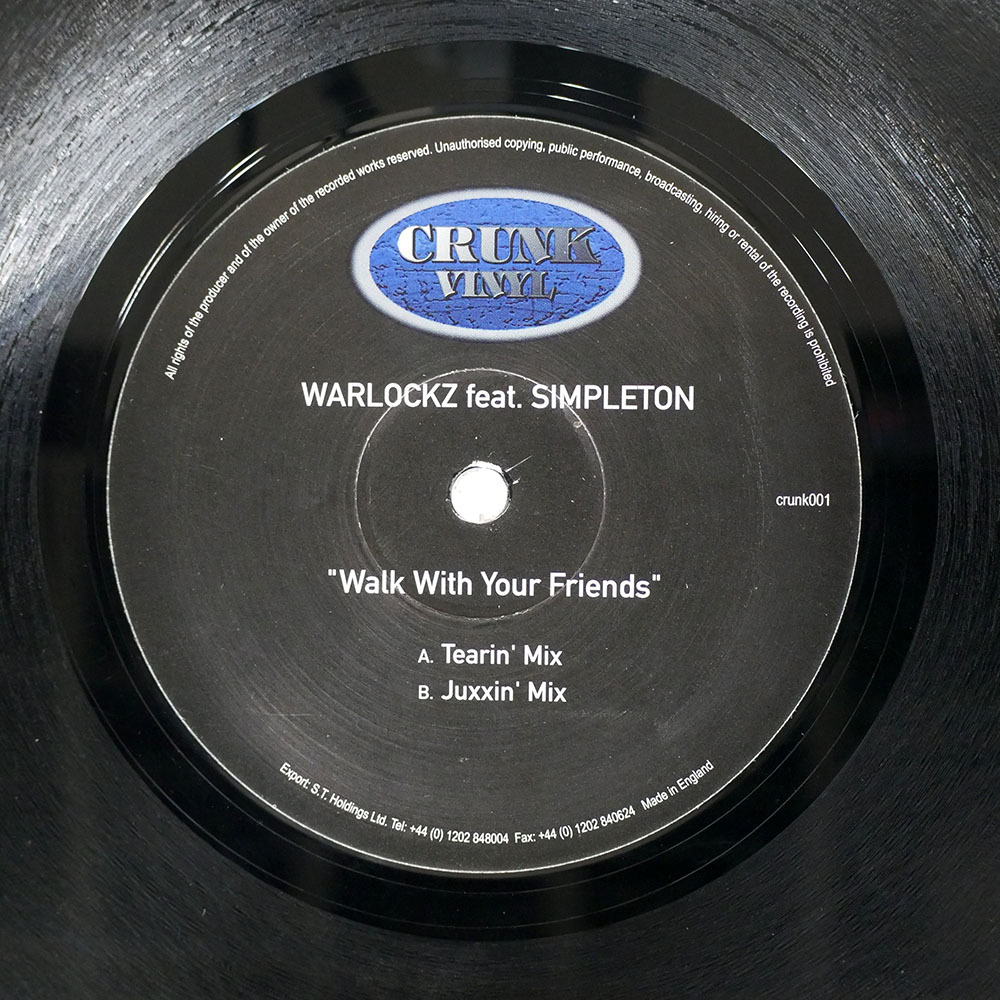 All rights of the producer and of the owner of the recorded works reserved. Unauthorised copying, public performance, broadcasting, hiring or rental of the recording is prohibited
CRUNK
VINYL
WARLOCKZ feat. SIMPLETON
crunk001
"Walk With Your Friends"
A. Tearin' Mix
B. Juxxin' Mix
Export: S.T. Holdings Ltd. Tel: +44 (0) 1202 848004 Fax: +44 (0) 1202 840624 Made in England